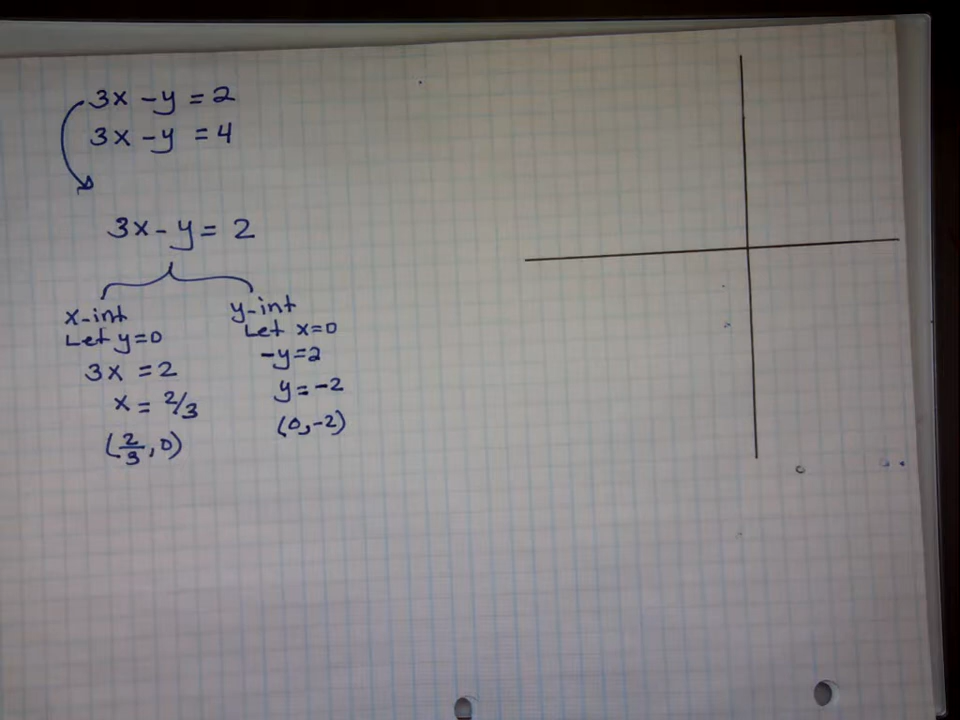 3x - y = 2
3x - y = 4
3x - y = 2
x-int
Let y=0
3x = 2
x = 2/3
(2/3, 0)
y-int
Let x=0
-y=2
y=-2
(0,-2)